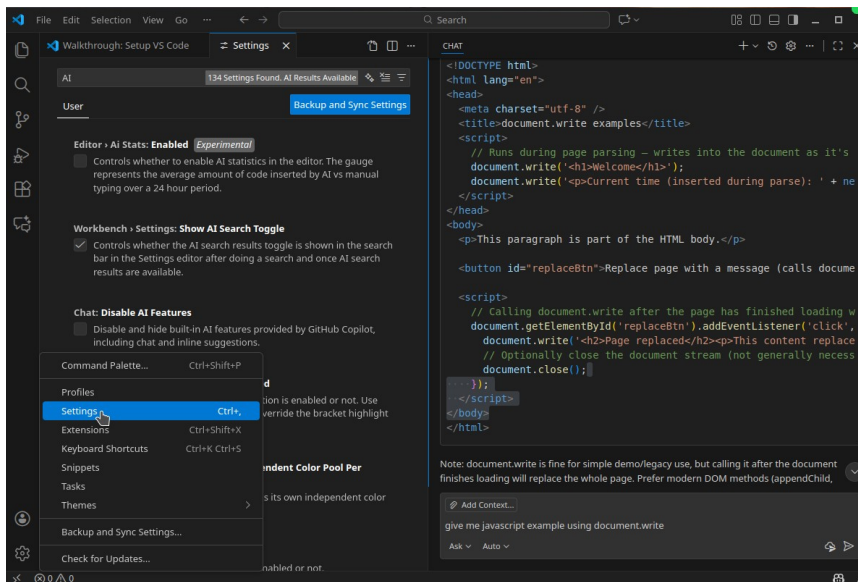 File Edit Selection View Go ··· Search
Walkthrough: Setup VS Code Settings
AI 134 Settings Found. AI Results Available
User Backup and Sync Settings
Editor › Ai Stats: Enabled Experimental
Controls whether to enable AI statistics in the editor. The gauge
represents the average amount of code inserted by AI vs manual
typing over a 24 hour period.
Workbench › Settings: Show AI Search Toggle
Controls whether the AI search results toggle is shown in the search
bar in the Settings editor after doing a search and once AI search
results are available.
Chat: Disable AI Features
Disable and hide built-in AI features provided by GitHub Copilot,
including chat and inline suggestions.
d
tion is enabled or not. Use
verride the bracket highlight
endent Color Pool Per
s its own independent color
nabled or not.
Command Palette... Ctrl+Shift+P
Profiles
Settings Ctrl+,
Extensions Ctrl+Shift+X
Keyboard Shortcuts Ctrl+K Ctrl+S
Snippets
Tasks
Themes
Backup and Sync Settings...
Check for Updates...
0 0
CHAT
<!DOCTYPE html>
<html lang="en">
<head>
<meta charset="utf-8" />
<title>document.write examples</title>
<script>
// Runs during page parsing — writes into the document as it's
document.write('<h1>Welcome</h1>');
document.write('<p>Current time (inserted during parse): ' + ne
</script>
</head>
<body>
<p>This paragraph is part of the HTML body.</p>
<button id="replaceBtn">Replace page with a message (calls docume
<script>
// Calling document.write after the page has finished loading w
document.getElementById('replaceBtn').addEventListener('click',
document.write('<h2>Page replaced</h2><p>This content replace
// Optionally close the document stream (not generally necess
document.close();
});
</script>
</body>
</html>
Note: document.write is fine for simple demo/legacy use, but calling it after the document
finishes loading will replace the whole page. Prefer modern DOM methods (appendChild,
Add Context...
give me javascript example using document.write
Ask Auto